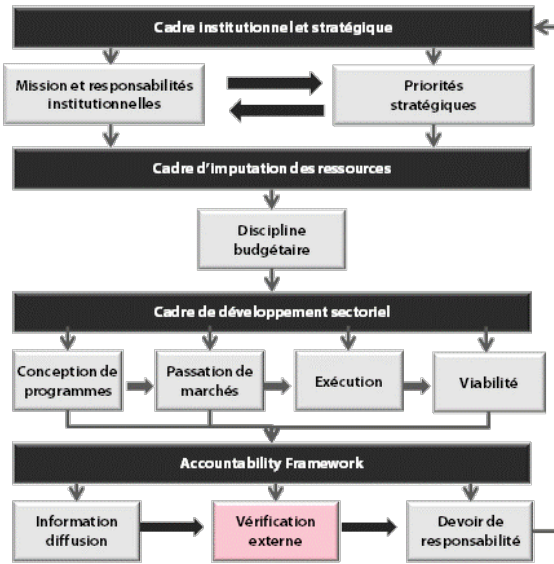 Cadre institutionnel et stratégique
Mission et responsabilités
institutionnelles
Priorités
stratégiques
Cadre d'imputation des ressources
Discipline
budgétaire
Cadre de développement sectoriel
Conception de
programmes
Passation de
marchés
Exécution
Viabilité
Accountability Framework
Information
diffusion
Vérification
externe
Devoir de
responsabilité